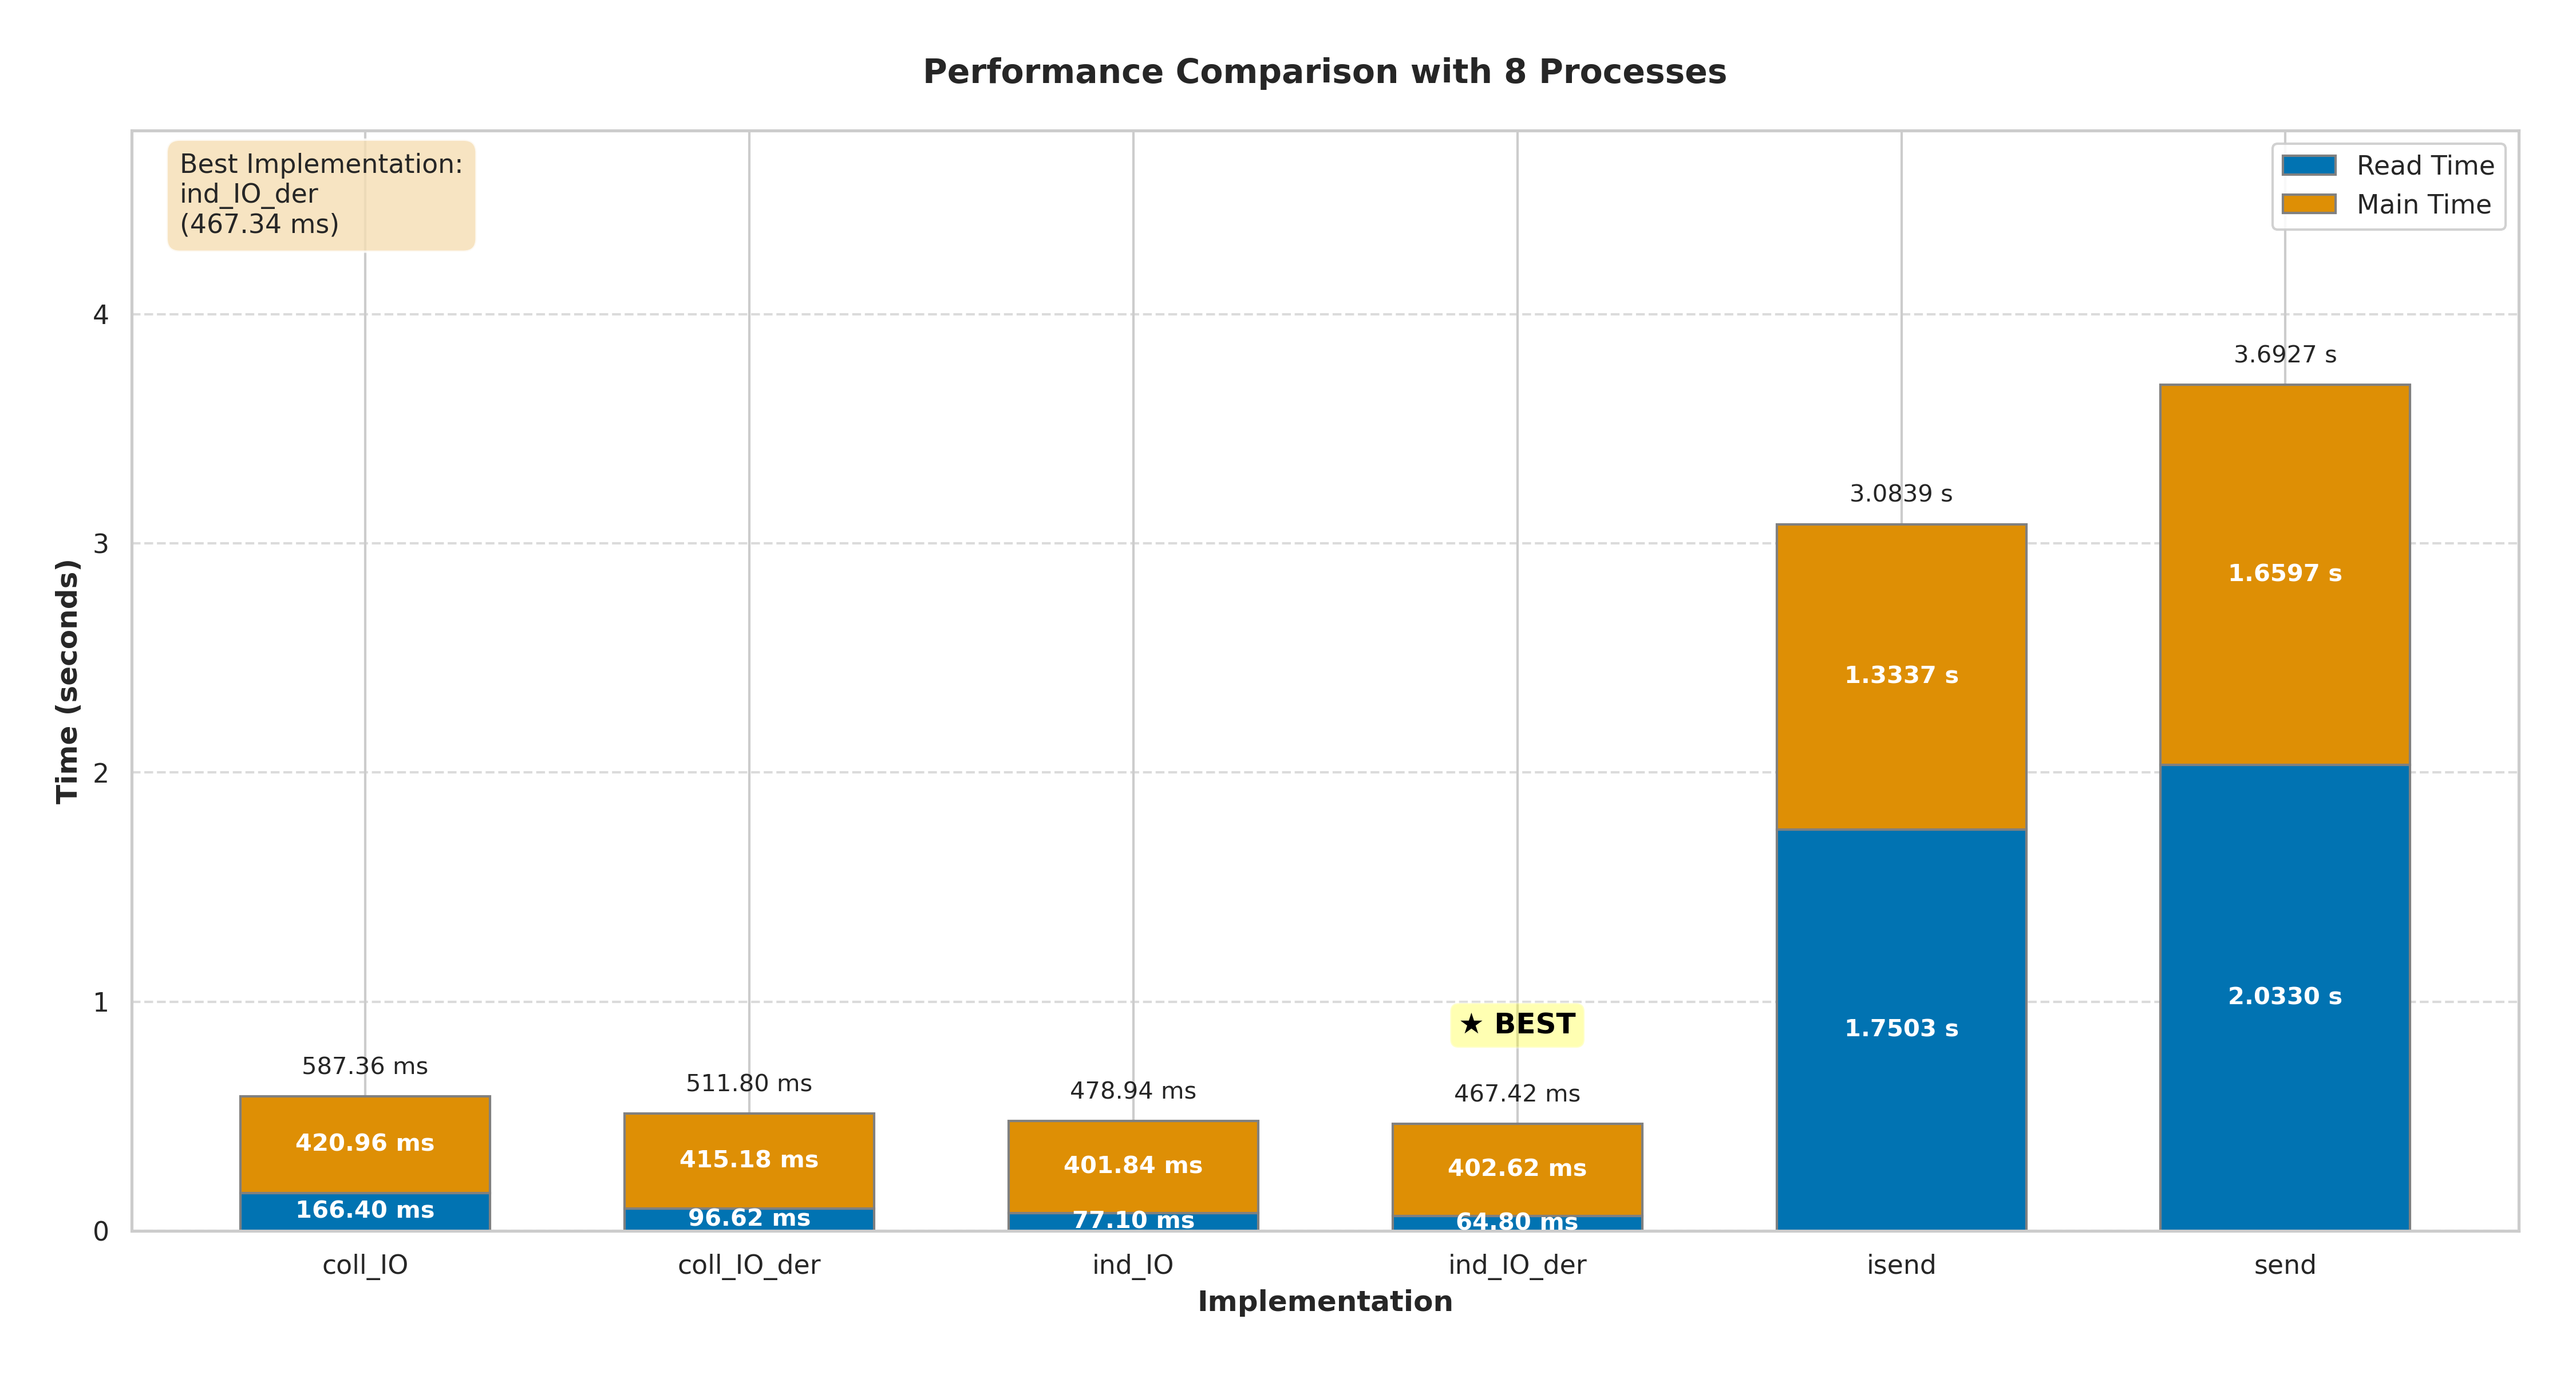 Performance Comparison with 8 Processes
Best Implementation:
ind_IO_der
(467.34 ms)
Read Time
Main Time
Time (seconds)
4
3
2
1
0
587.36 ms
420.96 ms
166.40 ms
511.80 ms
415.18 ms
96.62 ms
478.94 ms
401.84 ms
77.10 ms
★ BEST
467.42 ms
402.62 ms
64.80 ms
3.0839 s
1.3337 s
1.7503 s
3.6927 s
1.6597 s
2.0330 s
coll_IO
coll_IO_der
ind_IO
ind_IO_der
isend
send
Implementation